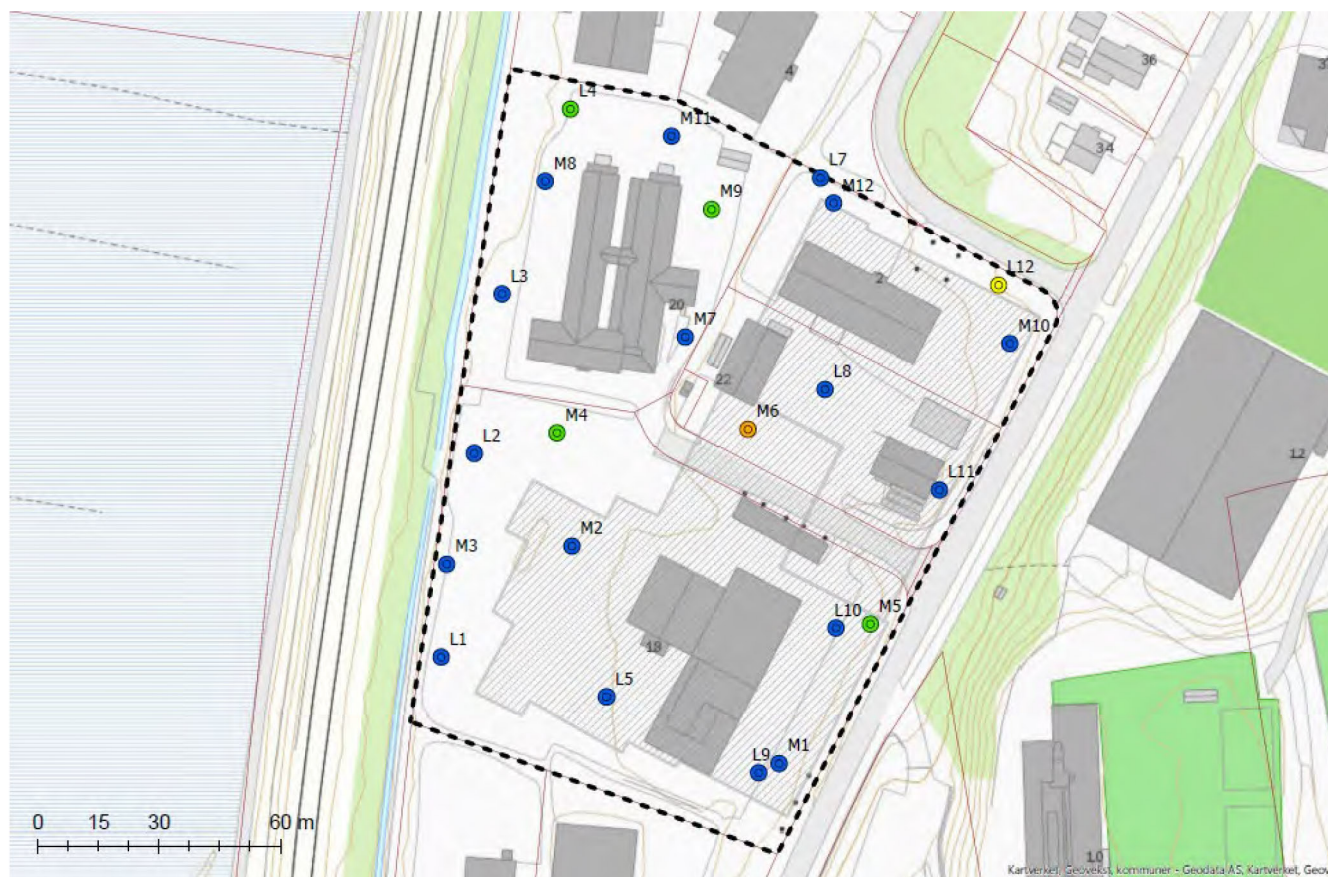 36
4
34
L4
M11
L7
M8
M12
M9
L12
2
L3
20
M7
M10
22
L8
M4
M6
L2
12
L11
M2
M3
M5
L10
18
L1
L5
M1
L9
0 15 30 60 m
10
Kartverket, Geovekst, kommuner - Geodata AS, Kartverket, Geov